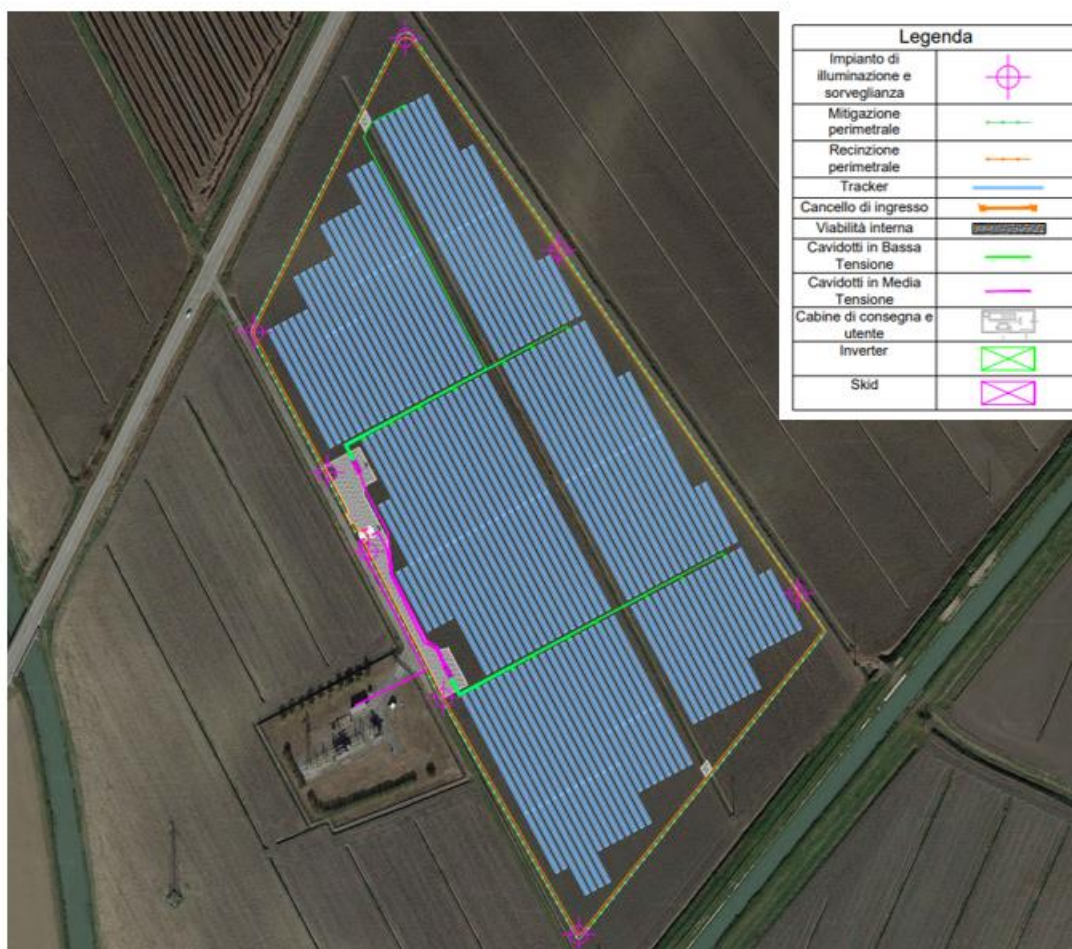 Legenda
Impianto di
illuminazione e
sorveglianza
Mitigazione
perimetrale
Recinzione
perimetrale
Tracker
Cancello di ingresso
Viabilità interna
Cavidotti in Bassa
Tensione
Cavidotti in Media
Tensione
Cabine di consegna e
utente
Inverter
Skid